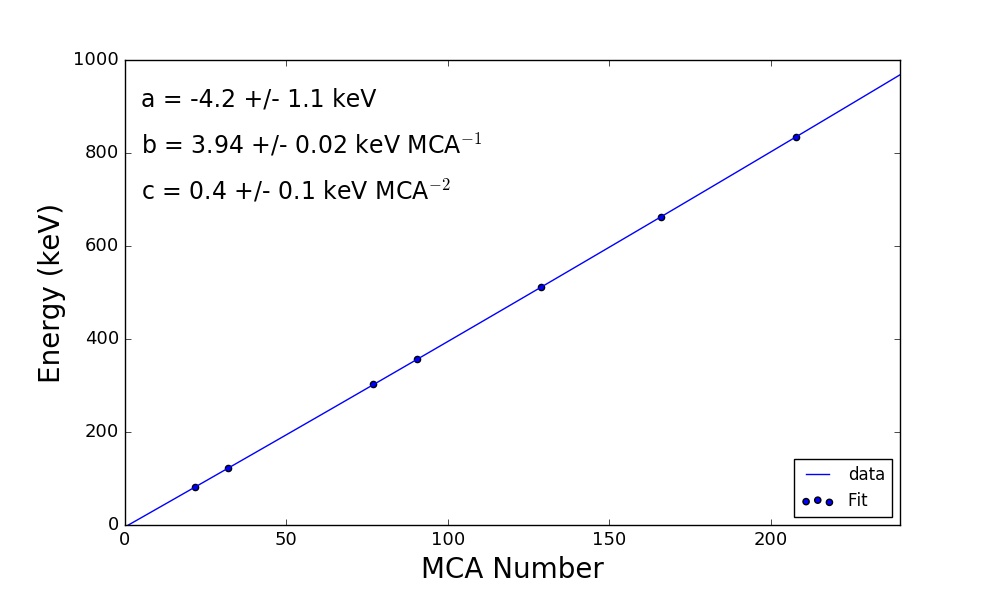 a = -4.2 +/- 1.1 keV
b = 3.94 +/- 0.02 keV MCA⁻¹
c = 0.4 +/- 0.1 keV MCA⁻²
1000
800
600
400
200
0
Energy (keV)
0 50 100 150 200
MCA Number
data
Fit